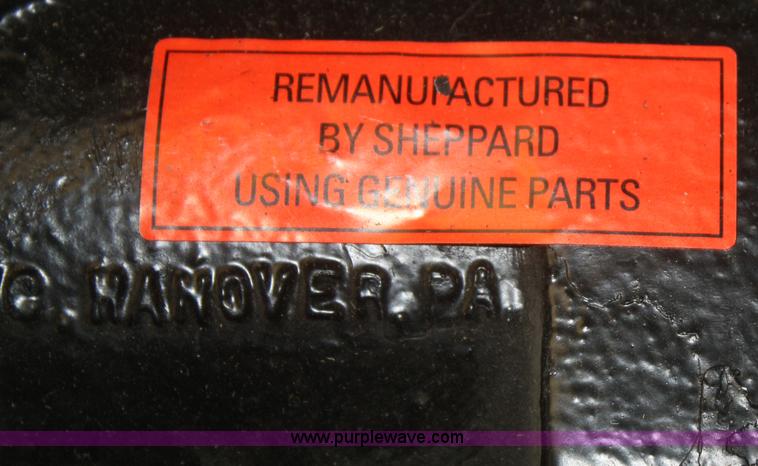 REMANUFACTURED
BY SHEPPARD
USING GENUINE PARTS
HANOVER, PA.
www.purplewave.com